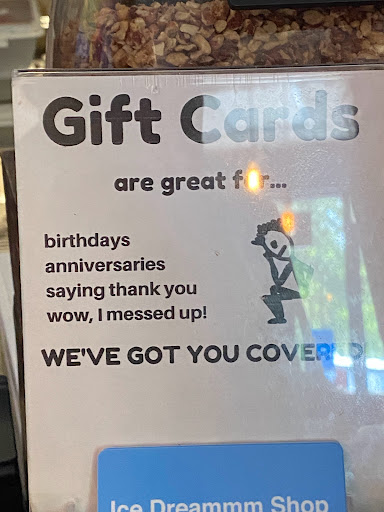 Gift Cards
are great for...
birthdays
anniversaries
saying thank you
wow, I messed up!
WE'VE GOT YOU COVERED
Ice Dreammm Shop